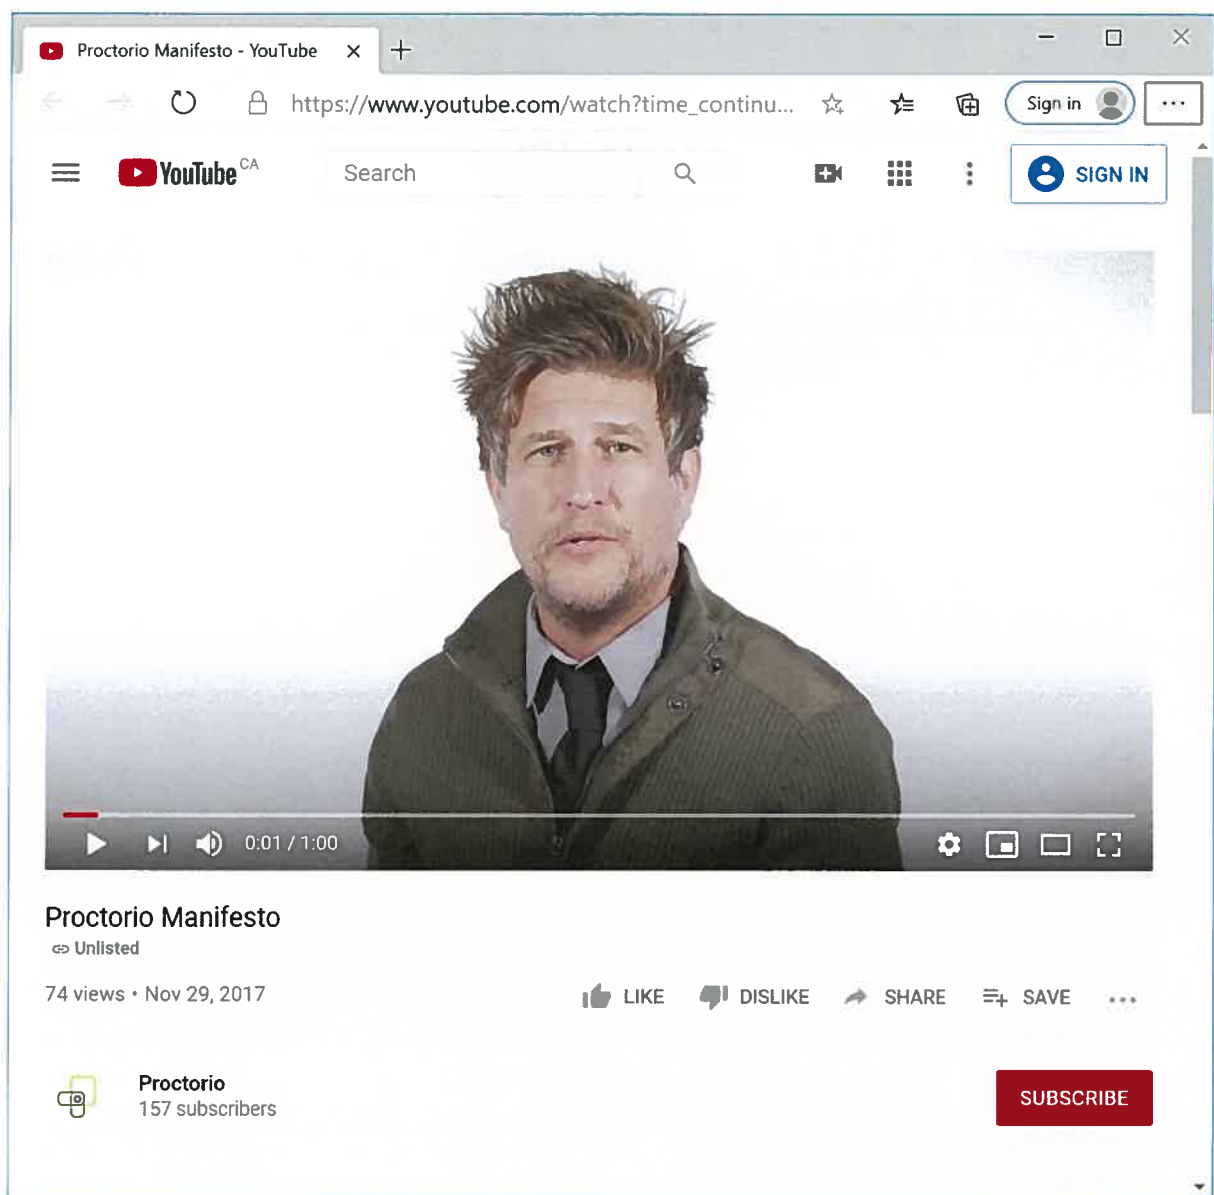 Proctorio Manifesto - YouTube
https://www.youtube.com/watch?time_continu...
Sign in
YouTube CA
Search
SIGN IN
0:01 / 1:00
Proctorio Manifesto
Unlisted
74 views • Nov 29, 2017
LIKE
DISLIKE
SHARE
SAVE
Proctorio
157 subscribers
SUBSCRIBE